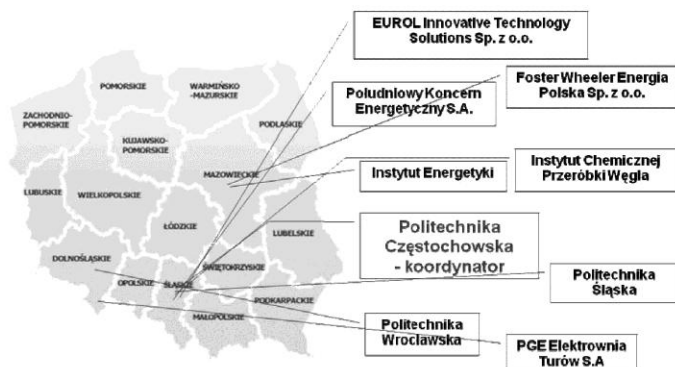 EUROL Innovative Technology
Solutions Sp. z o.o.
Południowy Koncern
Energetyczny S.A.
Foster Wheeler Energia
Polska Sp. z o.o.
Instytut Energetyki
Instytut Chemicznej
Przeróbki Węgla
Politechnika
Częstochowska
- koordynator
Politechnika
Śląska
Politechnika
Wrocławska
PGE Elektrownia
Turów S.A
POMORSKIE
WARMIŃSKO
-MAZURSKIE
ZACHODNIO-
POMORSKIE
PODLASKIE
KUJAWSKO-
POMORSKIE
MAZOWIECKIE
LUBUSKIE
WIELKOPOLSKIE
ŁÓDZKIE
LUBELSKIE
DOLNOŚLĄSKIE
OPOLSKIE
ŚLĄSKIE
ŚWIĘTOKRZYSKIE
MAŁOPOLSKIE
PODKARPACKIE